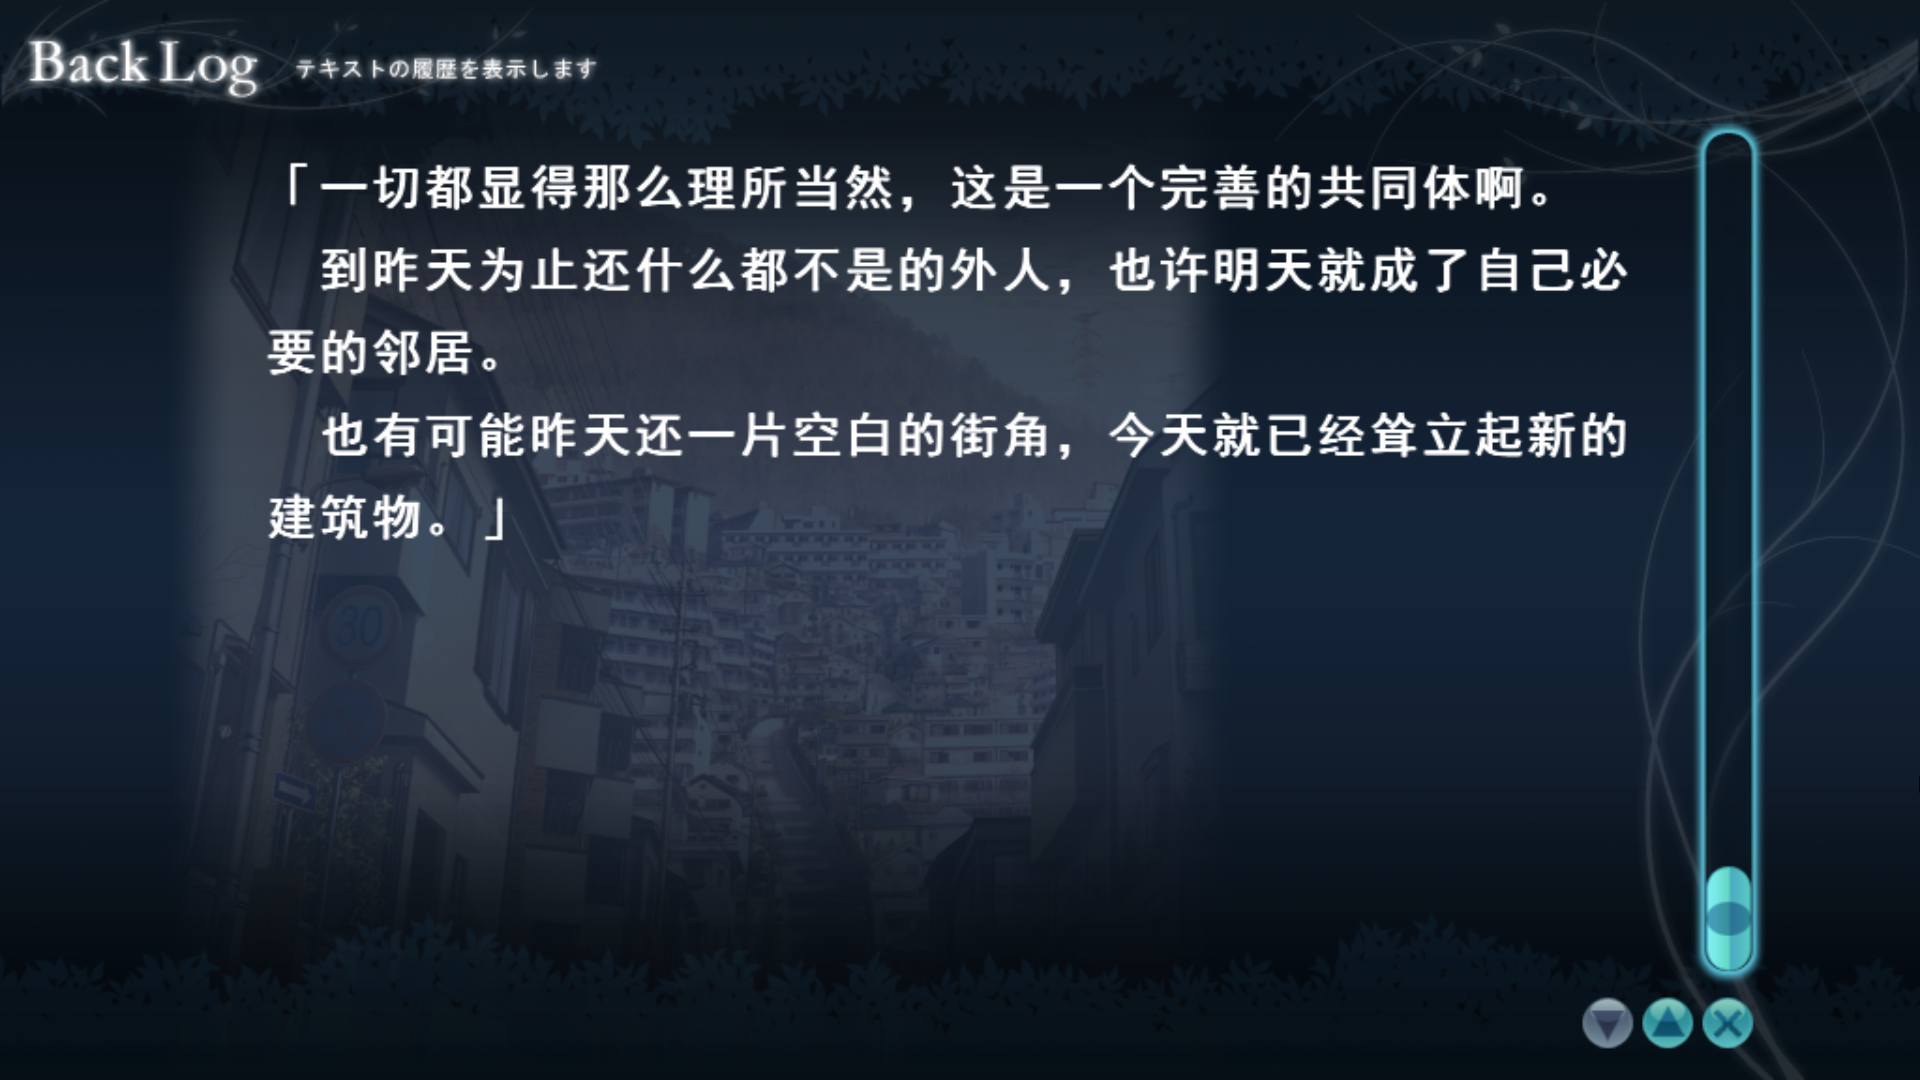 Back Log テキストの履歴を表示します
「一切都显得那么理所当然，这是一个完善的共同体啊。
到昨天为止还什么都不是的外人，也许明天就成了自己必
要的邻居。
也有可能昨天还一片空白的街角，今天就已经耸立起新的
建筑物。」
30